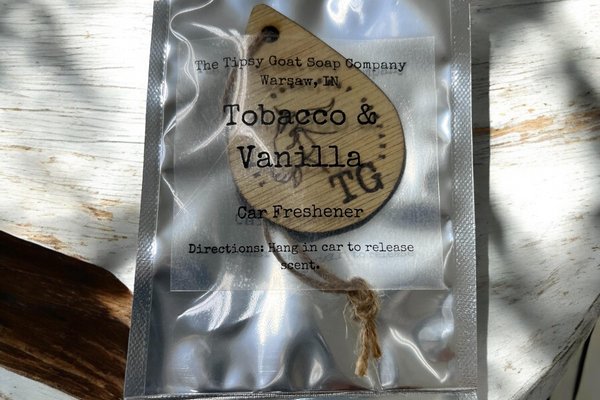 The Tipsy Goat Soap Company
Warsaw, IN
Tobacco &
Vanilla
TG
Car Freshener
Directions: Hang in car to release
scent.